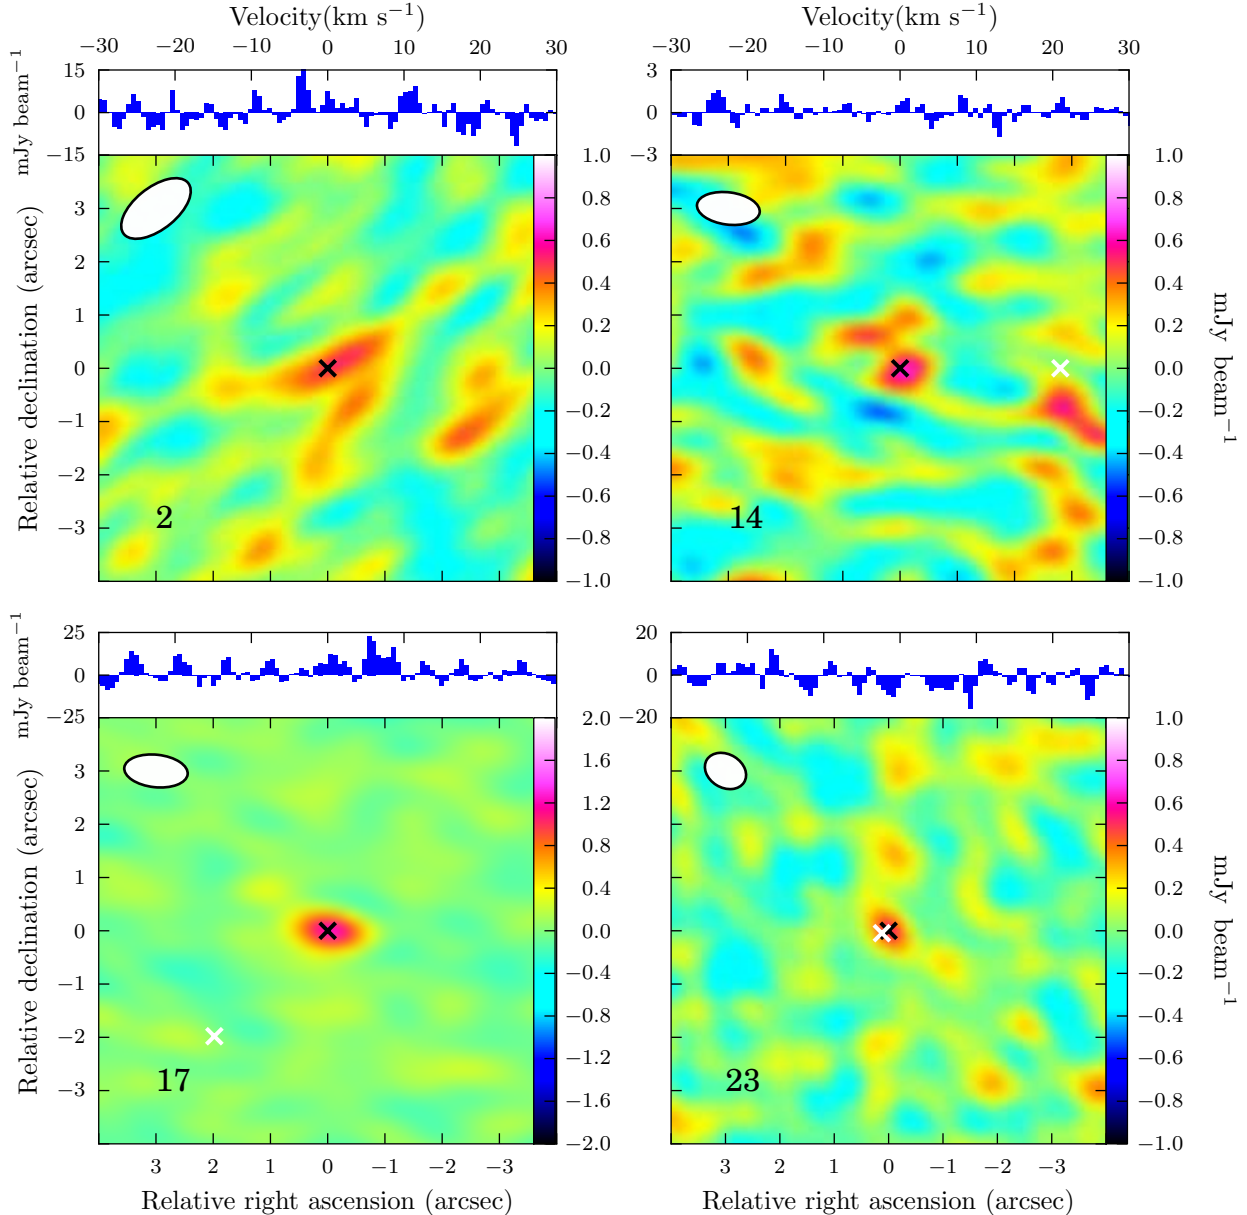 Velocity(km s⁻¹) Velocity(km s⁻¹)
−30 −20 −10 0 10 20 30 −30 −20 −10 0 10 20 30
mJy beam⁻¹ 15 0 −15 3 0 −3
Relative declination (arcsec) 3 2 1 0 −1 −2 −3
2
1.0 0.8 0.6 0.4 0.2 0.0 −0.2 −0.4 −0.6 −0.8 −1.0
14
1.0 0.8 0.6 0.4 0.2 0.0 −0.2 −0.4 −0.6 −0.8 −1.0
mJy beam⁻¹
mJy beam⁻¹ 25 0 −25 20 0 −20
Relative declination (arcsec) 3 2 1 0 −1 −2 −3
17
2.0 1.6 1.2 0.8 0.4 0.0 −0.4 −0.8 −1.2 −1.6 −2.0
23
1.0 0.8 0.6 0.4 0.2 0.0 −0.2 −0.4 −0.6 −0.8 −1.0
mJy beam⁻¹
3 2 1 0 −1 −2 −3 3 2 1 0 −1 −2 −3
Relative right ascension (arcsec) Relative right ascension (arcsec)